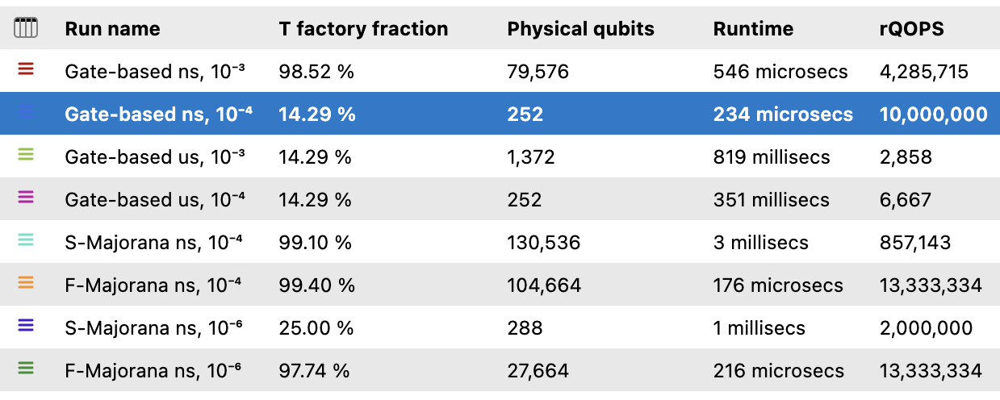 Run name T factory fraction Physical qubits Runtime rQOPS
Gate-based ns, 10⁻³ 98.52 % 79,576 546 microsecs 4,285,715
Gate-based ns, 10⁻⁴ 14.29 % 252 234 microsecs 10,000,000
Gate-based us, 10⁻³ 14.29 % 1,372 819 millisecs 2,858
Gate-based us, 10⁻⁴ 14.29 % 252 351 millisecs 6,667
S-Majorana ns, 10⁻⁴ 99.10 % 130,536 3 millisecs 857,143
F-Majorana ns, 10⁻⁴ 99.40 % 104,664 176 microsecs 13,333,334
S-Majorana ns, 10⁻⁶ 25.00 % 288 1 millisecs 2,000,000
F-Majorana ns, 10⁻⁶ 97.74 % 27,664 216 microsecs 13,333,334